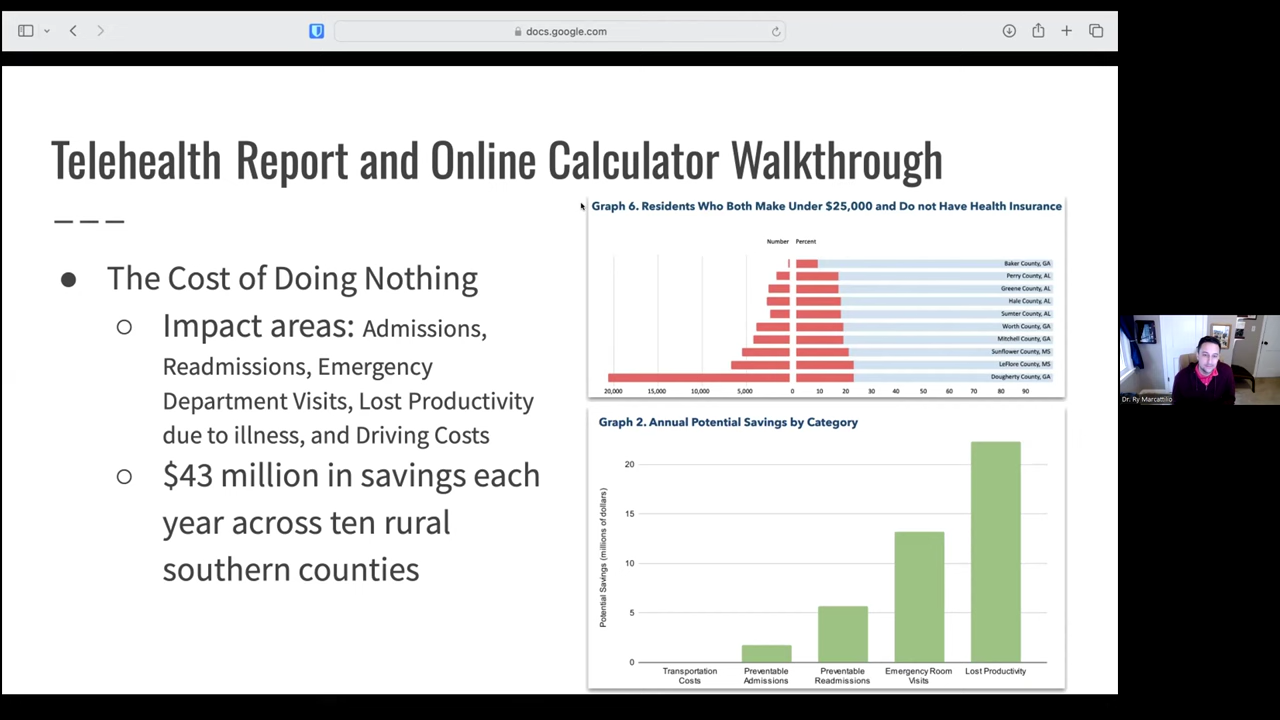 docs.google.com
Telehealth Report and Online Calculator Walkthrough
The Cost of Doing Nothing
Impact areas: Admissions,
Readmissions, Emergency
Department Visits, Lost Productivity
due to illness, and Driving Costs
$43 million in savings each
year across ten rural
southern counties
Graph 6. Residents Who Both Make Under $25,000 and Do not Have Health Insurance
Number Percent
Baker County, GA
Perry County, AL
Greene County, AL
Hale County, AL
Sumter County, AL
Worth County, GA
Mitchell County, GA
Sunflower County, MS
LeFlore County, MS
Dougherty County, GA
20,000 15,000 10,000 5,000 0 10 20 30 40 50 60 70 80 90
Graph 2. Annual Potential Savings by Category
Potential Savings (millions of dollars)
20
15
10
5
0
Transportation Costs
Preventable Admissions
Preventable Readmissions
Emergency Room Visits
Lost Productivity
Dr. Ry Marcattilio